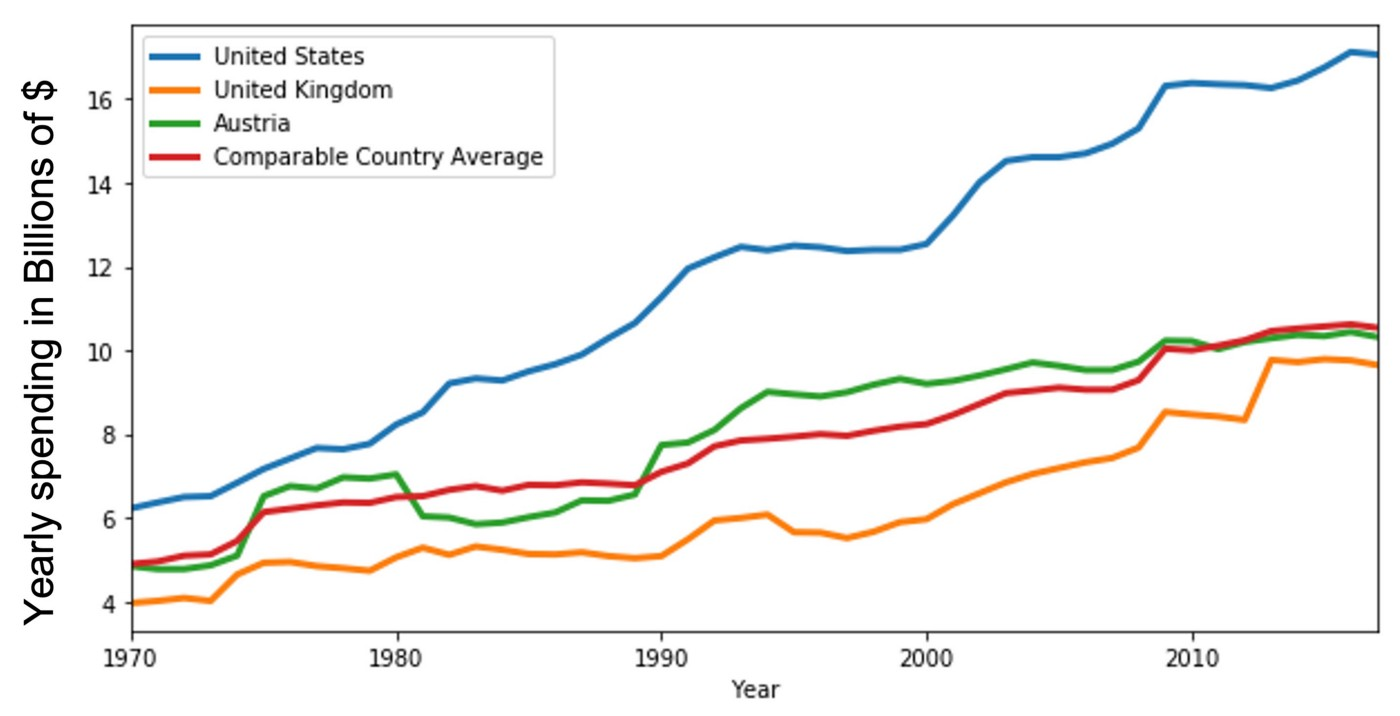 United States
United Kingdom
Austria
Comparable Country Average
Yearly spending in Billions of $
16
14
12
10
8
6
4
1970 1980 1990 2000 2010
Year